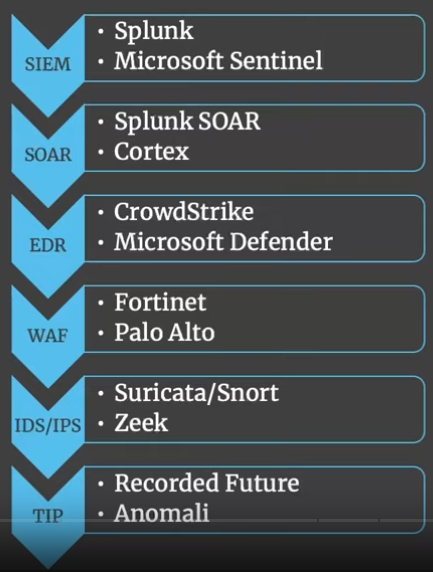 SIEM
• Splunk
• Microsoft Sentinel
SOAR
• Splunk SOAR
• Cortex
EDR
• CrowdStrike
• Microsoft Defender
WAF
• Fortinet
• Palo Alto
IDS/IPS
• Suricata/Snort
• Zeek
TIP
• Recorded Future
• Anomali